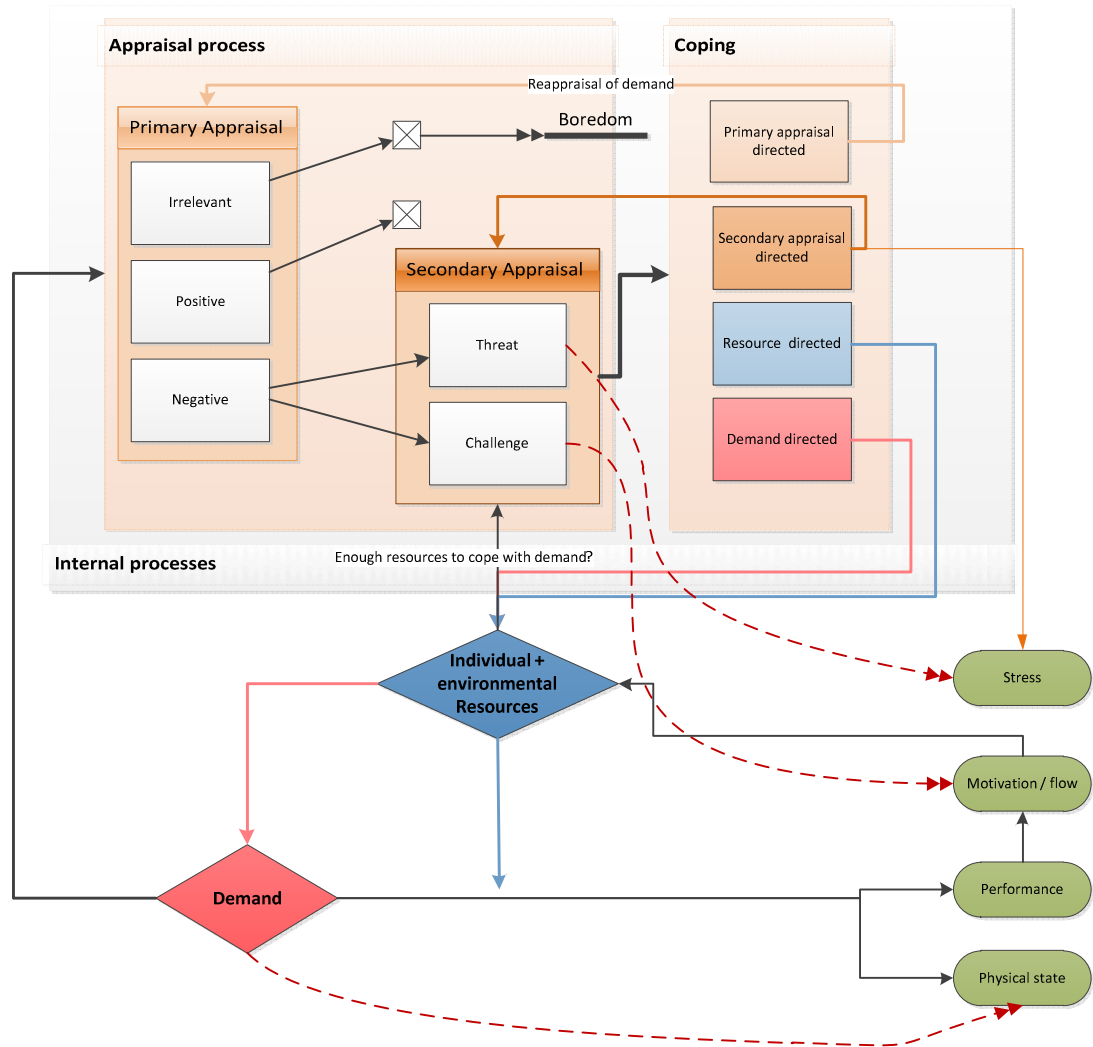 Appraisal process
Coping
Reappraisal of demand
Primary Appraisal
Boredom
Primary appraisal
directed
Irrelevant
Secondary appraisal
directed
Secondary Appraisal
Positive
Threat
Resource directed
Negative
Challenge
Demand directed
Enough resources to cope with demand?
Internal processes
Individual +
environmental
Resources
Stress
Motivation / flow
Demand
Performance
Physical state